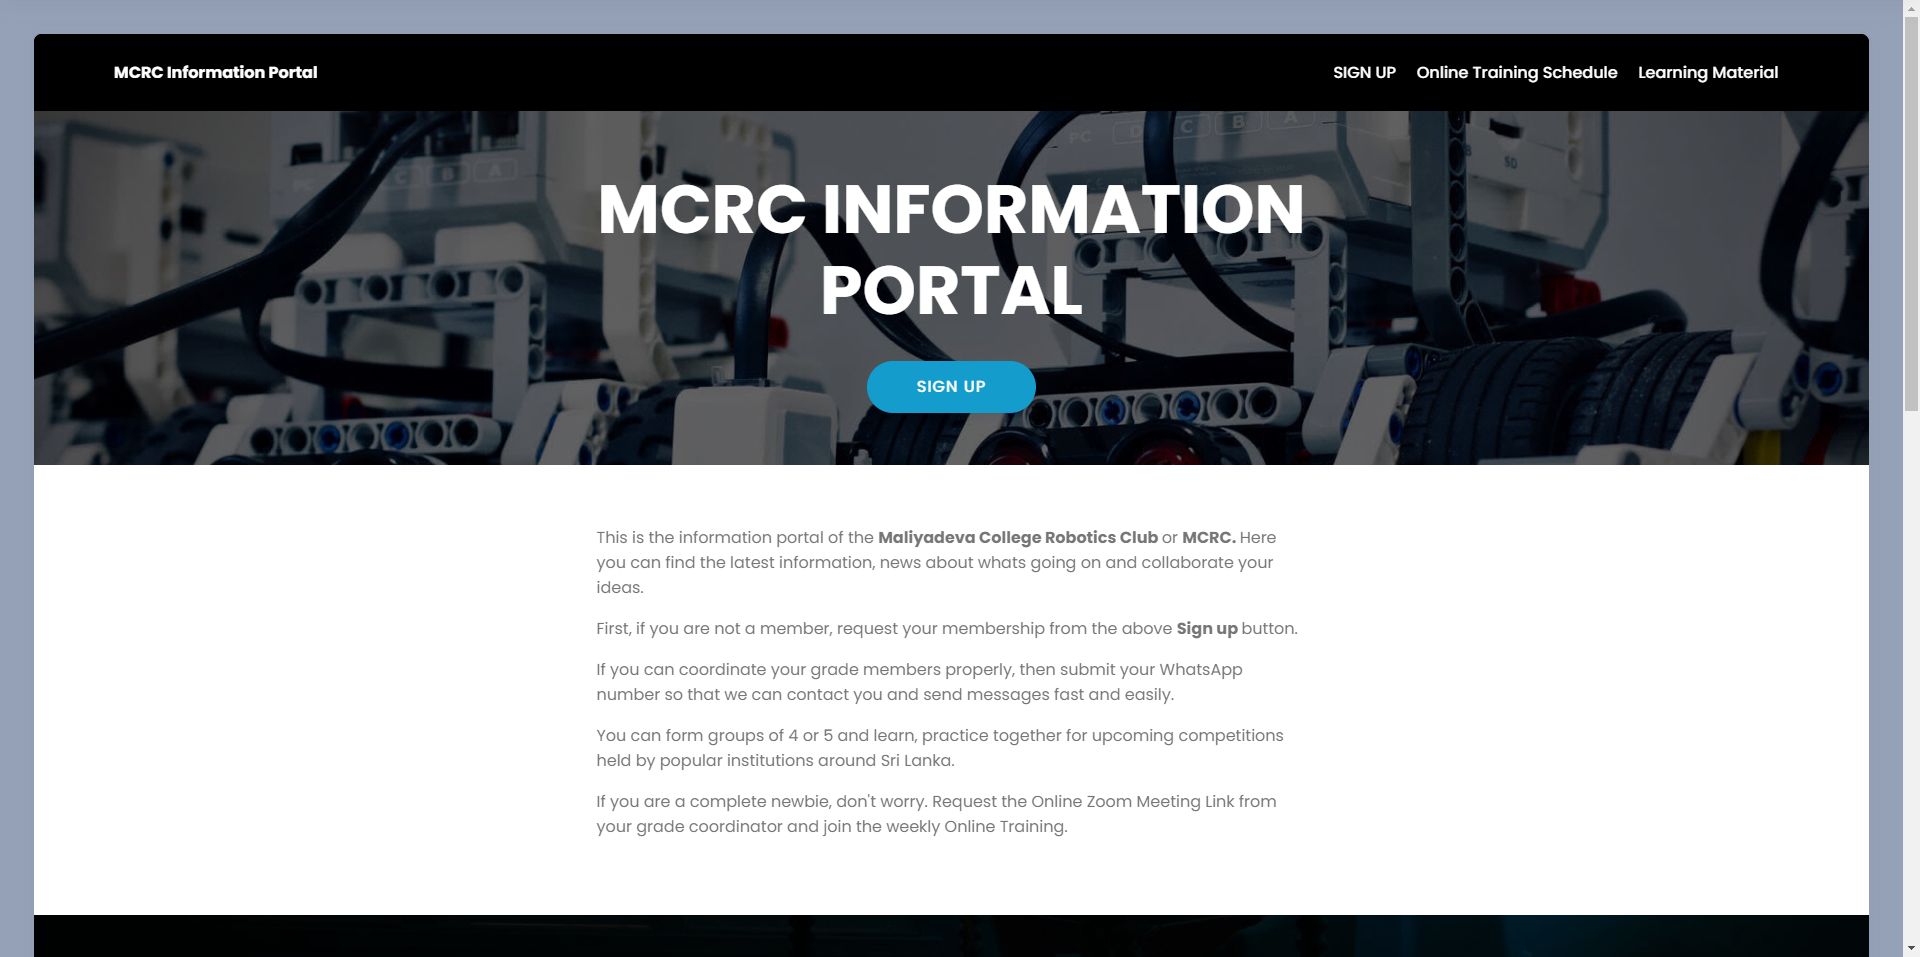 MCRC Information Portal
SIGN UP Online Training Schedule Learning Material
PC D C B A
PC C B A
B SD
MCRC INFORMATION
PORTAL
SIGN UP
This is the information portal of the Maliyadeva College Robotics Club or MCRC. Here
you can find the latest information, news about whats going on and collaborate your
ideas.
First, if you are not a member, request your membership from the above Sign up button.
If you can coordinate your grade members properly, then submit your WhatsApp
number so that we can contact you and send messages fast and easily.
You can form groups of 4 or 5 and learn, practice together for upcoming competitions
held by popular institutions around Sri Lanka.
If you are a complete newbie, don't worry. Request the Online Zoom Meeting Link from
your grade coordinator and join the weekly Online Training.